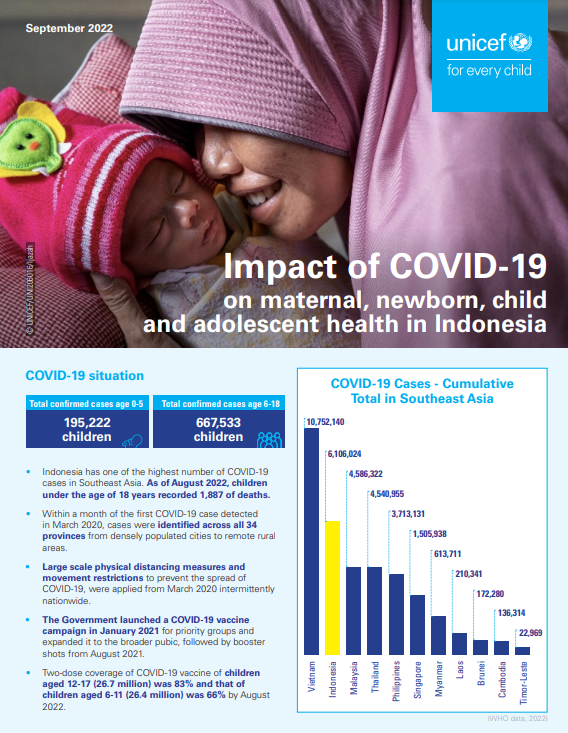 September 2022
unicef
for every child
© UNICEF/UN1206016/Ijazah
Impact of COVID-19
on maternal, newborn, child
and adolescent health in Indonesia
COVID-19 situation
Total confirmed cases age 0-5
195,222
children
Total confirmed cases age 6-18
667,533
children
• Indonesia has one of the highest number of COVID-19
cases in Southeast Asia. As of August 2022, children
under the age of 18 years recorded 1,887 of deaths.
• Within a month of the first COVID-19 case detected
in March 2020, cases were identified across all 34
provinces from densely populated cities to remote rural
areas.
• Large scale physical distancing measures and
movement restrictions to prevent the spread of
COVID-19, were applied from March 2020 intermittently
nationwide.
• The Government launched a COVID-19 vaccine
campaign in January 2021 for priority groups and
expanded it to the broader pubic, followed by booster
shots from August 2021.
• Two-dose coverage of COVID-19 vaccine of children
aged 12-17 (26.7 million) was 83% and that of
children aged 6-11 (26.4 million) was 66% by August
2022.
COVID-19 Cases - Cumulative
Total in Southeast Asia
10,752,140
6,106,024
4,586,322
4,540,955
3,713,131
1,505,938
613,711
210,341
172,280
136,314
22,969
Vietnam
Indonesia
Malaysia
Thailand
Philippines
Singapore
Myanmar
Laos
Brunei
Cambodia
Timor-Leste
(WHO data, 2022)